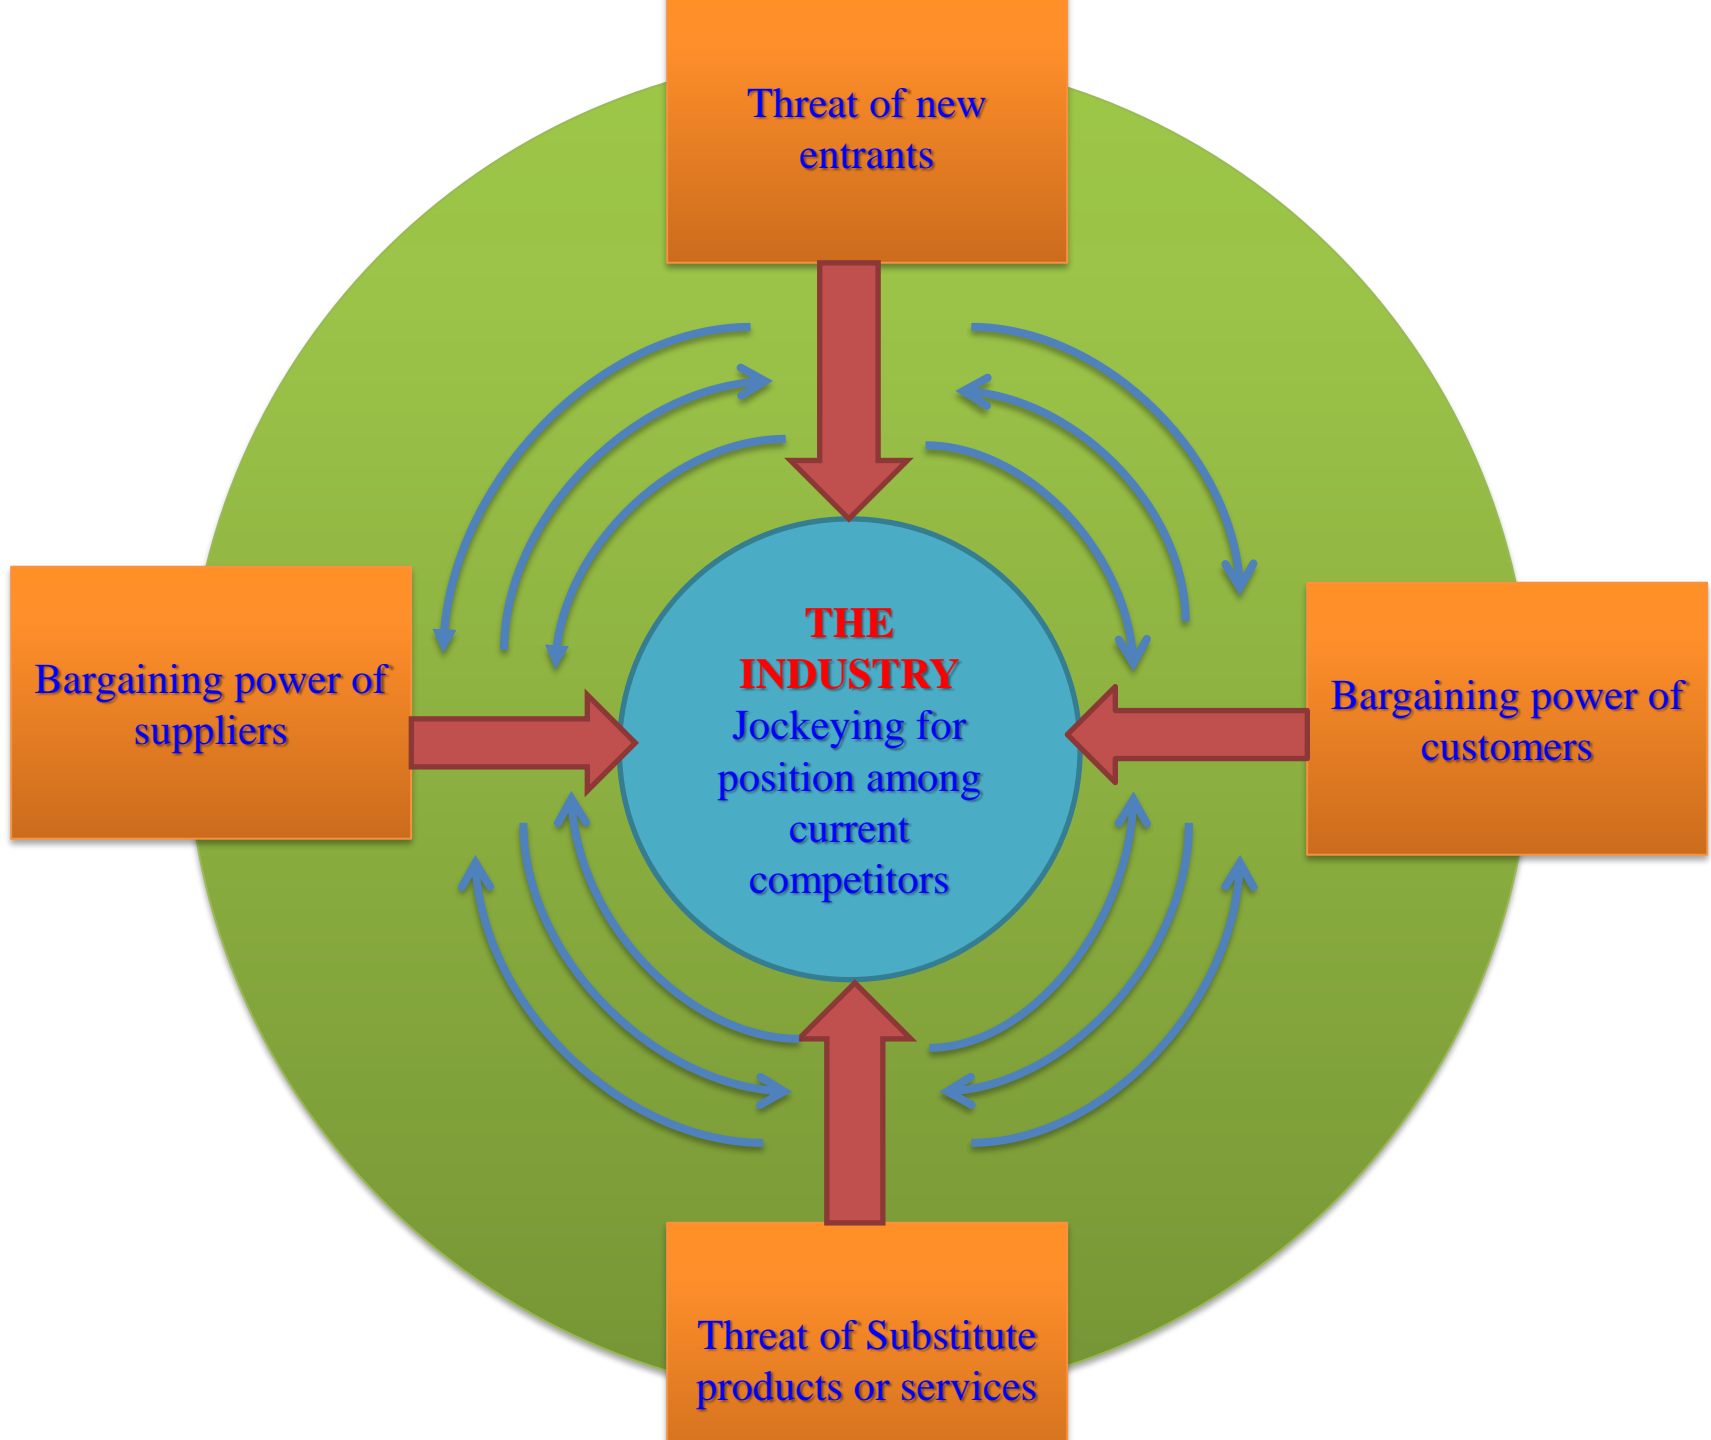 Threat of new
entrants
Bargaining power of
suppliers
THE
INDUSTRY
Jockeying for
position among
current
competitors
Bargaining power of
customers
Threat of Substitute
products or services